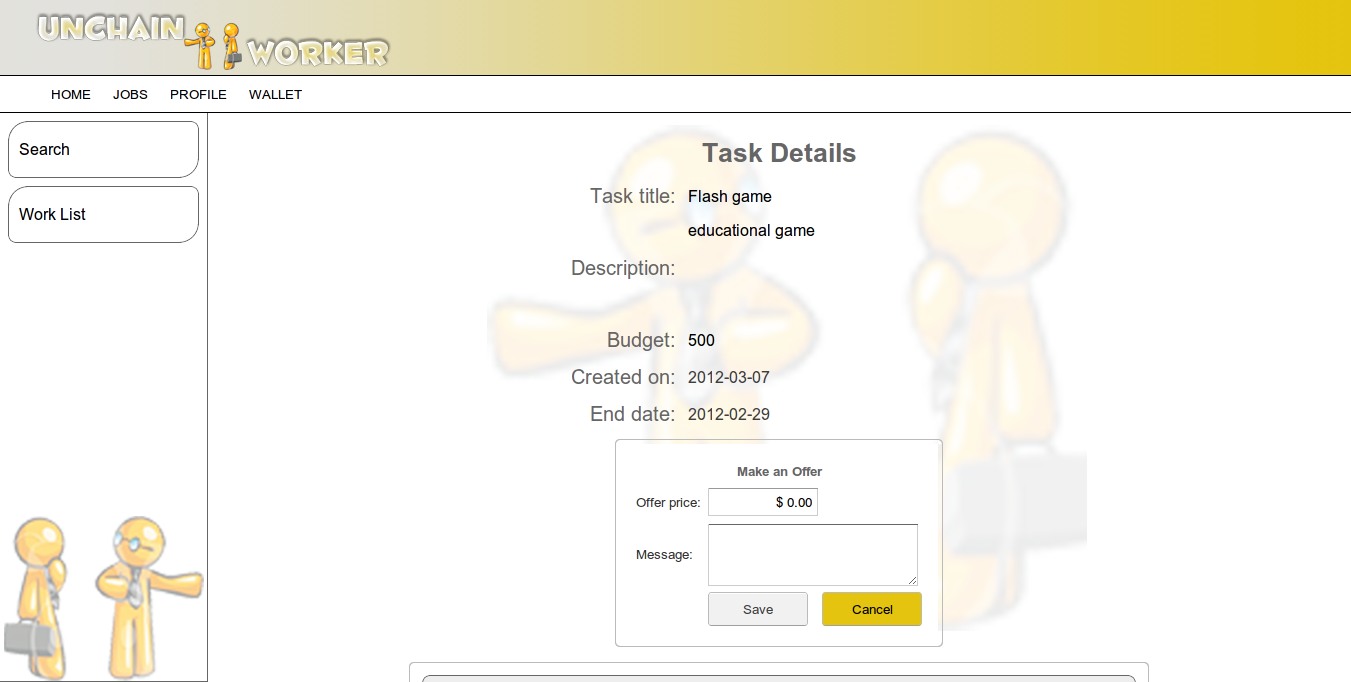 UNCHAIN
WORKER
HOME JOBS PROFILE WALLET
Search
Work List
Task Details
Task title: Flash game
educational game
Description:
Budget: 500
Created on: 2012-03-07
End date: 2012-02-29
Make an Offer
Offer price: $ 0.00
Message:
Save Cancel